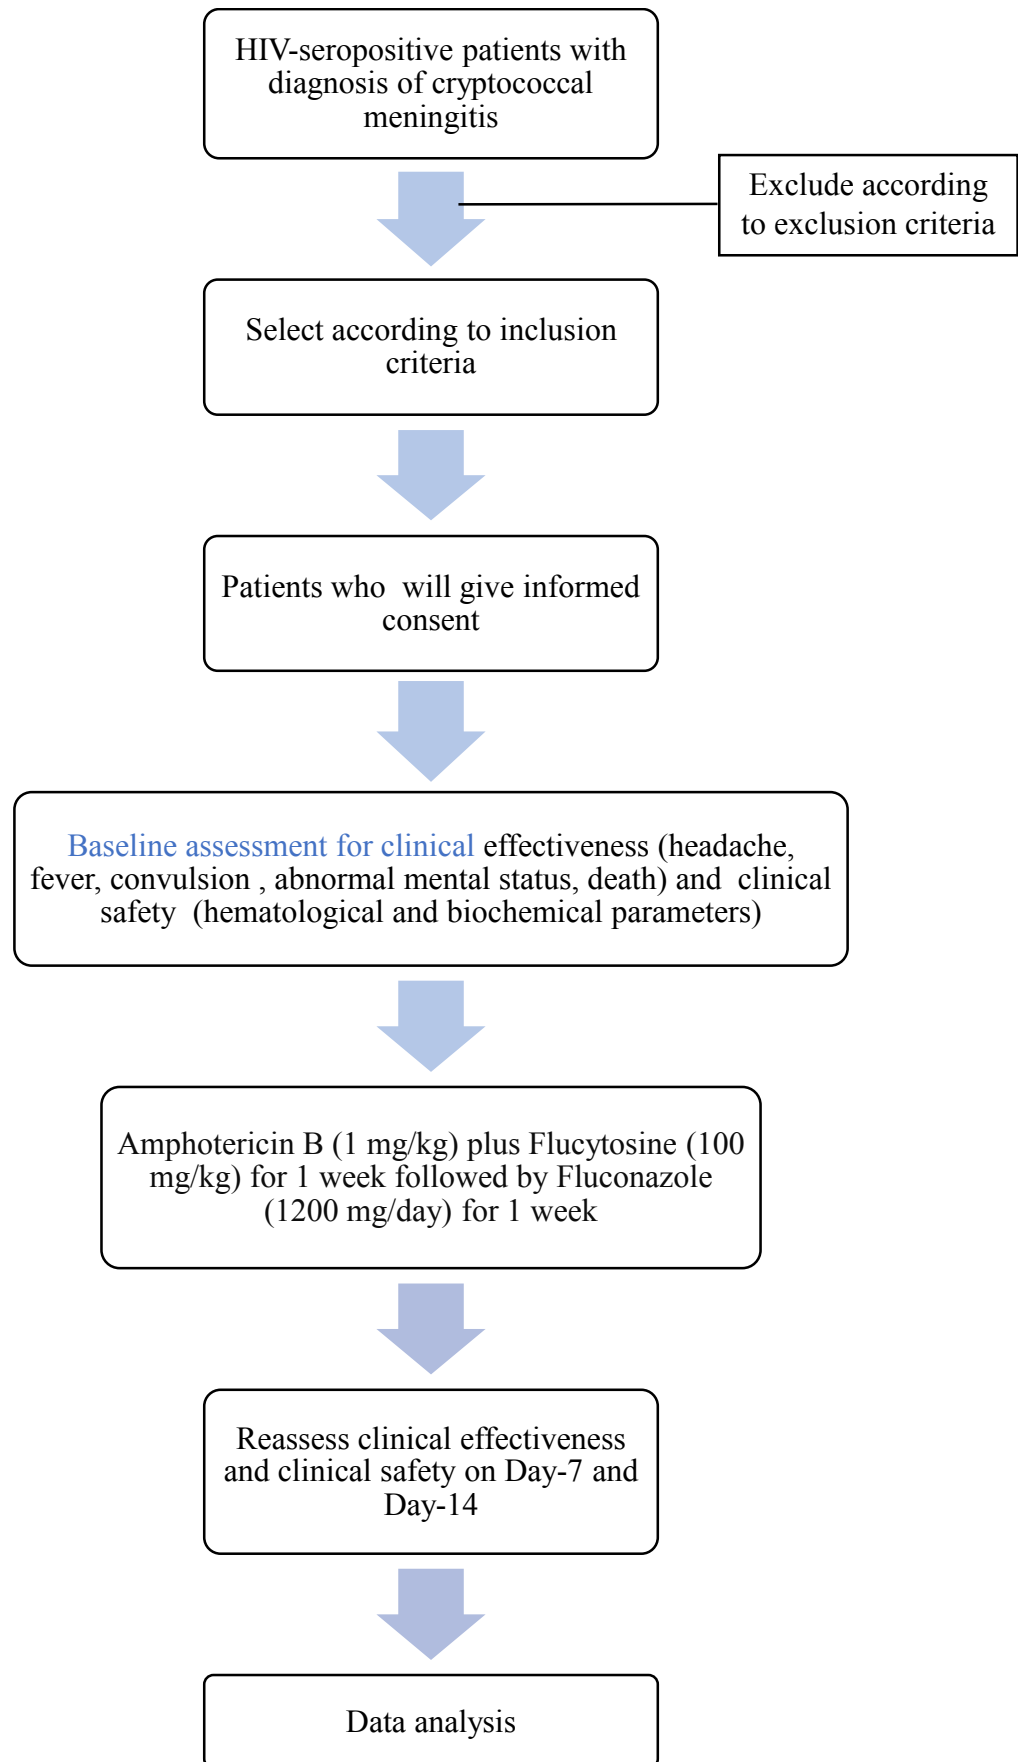 HIV-seropositive patients with
diagnosis of cryptococcal
meningitis
Exclude according
to exclusion criteria
Select according to inclusion
criteria
Patients who  will give informed
consent
Baseline assessment for clinical effectiveness (headache,
fever, convulsion , abnormal mental status, death) and  clinical
safety  (hematological and biochemical parameters)
Amphotericin B (1 mg/kg) plus Flucytosine (100
mg/kg) for 1 week followed by Fluconazole
(1200 mg/day) for 1 week
Reassess clinical effectiveness
and clinical safety on Day-7 and
Day-14
Data analysis